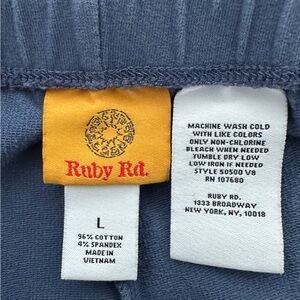 Ruby Rd.
L
96% COTTON
4% SPANDEX
MADE IN
VIETNAM
MACHINE WASH COLD
WITH LIKE COLORS
ONLY NON-CHLORINE
BLEACH WHEN NEEDED
TUMBLE DRY LOW
LOW IRON IF NEEDED
STYLE 50500 V8
RN 107680
RUBY RD.
1333 BROADWAY
NEW YORK, NY, 10018